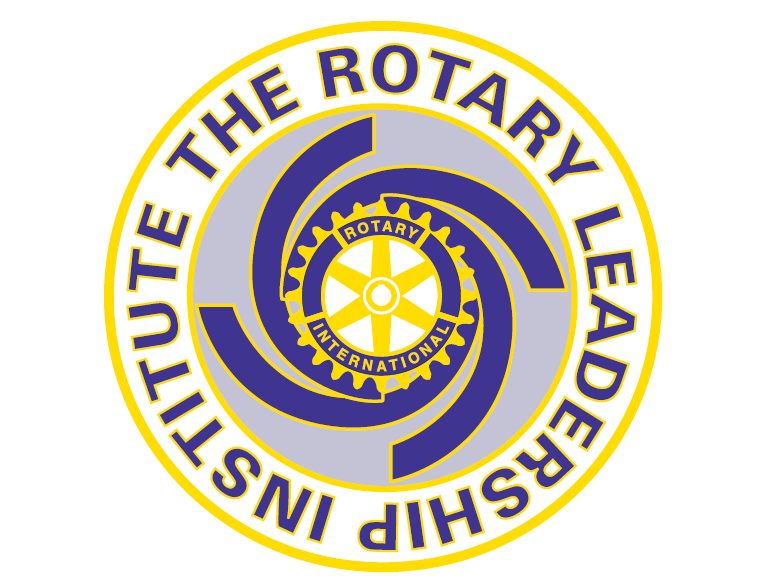 THE ROTARY LEADERSHIP INSTITUTE
ROTARY
INTERNATIONAL